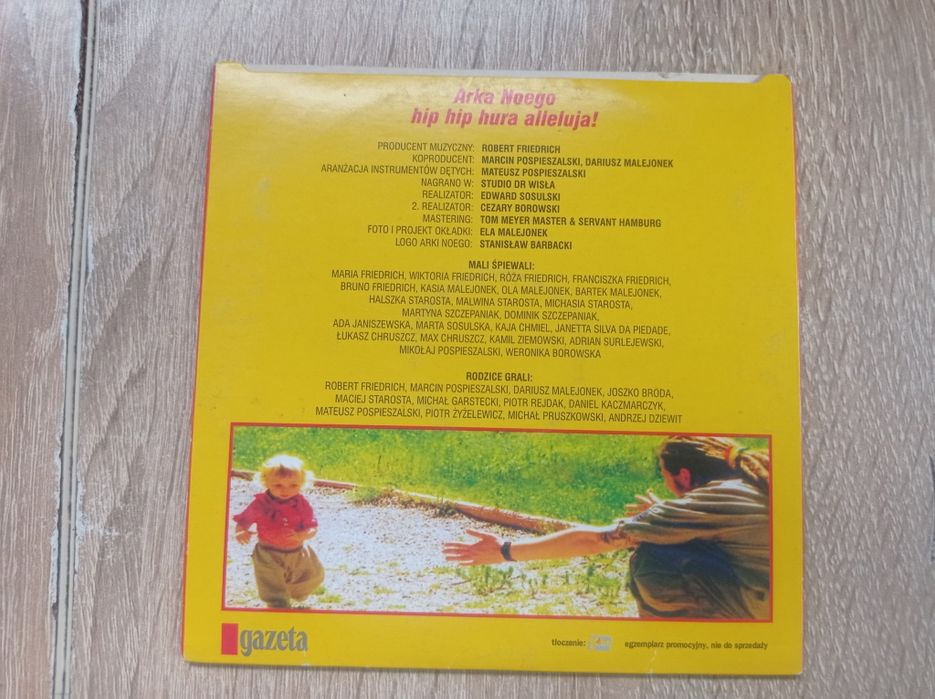 Arka Noego
hip hip hura alleluja!
PRODUCENT MUZYCZNY: ROBERT FRIEDRICH
KOPRODUCENT: MARCIN POSPIESZALSKI, DARIUSZ MALEJONEK
ARANŻACJA INSTRUMENTÓW DĘTYCH: MATEUSZ POSPIESZALSKI
NAGRANO W: STUDIO DR WISŁA
REALIZATOR: EDWARD SOSULSKI
2. REALIZATOR: CEZARY BOROWSKI
MASTERING: TOM MEYER MASTER & SERVANT HAMBURG
FOTO I PROJEKT OKŁADKI: ELA MALEJONEK
LOGO ARKI NOEGO: STANISŁAW BARBACKI
MALI ŚPIEWALI:
MARIA FRIEDRICH, WIKTORIA FRIEDRICH, RÓŻA FRIEDRICH, FRANCISZKA FRIEDRICH,
BRUNO FRIEDRICH, KASIA MALEJONEK, OLA MALEJONEK, BARTEK MALEJONEK,
HALSZKA STAROSTA, MALWINA STAROSTA, MICHASIA STAROSTA,
MARTYNA SZCZEPANIAK, DOMINIK SZCZEPANIAK,
ADA JANISZEWSKA, MARTA SOSULSKA, KAJA CHMIEL, JANETTA SILVA DA PIEDADE,
ŁUKASZ CHRUSZCZ, MAX CHRUSZCZ, KAMIL ZIEMOWSKI, ADRIAN SURLEJEWSKI,
MIKOŁAJ POSPIESZALSKI, WERONIKA BOROWSKA
RODZICE GRALI:
ROBERT FRIEDRICH, MARCIN POSPIESZALSKI, DARIUSZ MALEJONEK, JOSZKO BRODA,
MACIEJ STAROSTA, MICHAŁ GARSTECKI, PIOTR REJDAK, DANIEL KACZMARCZYK,
MATEUSZ POSPIESZALSKI, PIOTR ŻYŻELEWICZ, MICHAŁ PRUSZKOWSKI, ANDRZEJ DZIEWIT
gazeta
tłoczenie: egzemplarz promocyjny, nie do sprzedaży